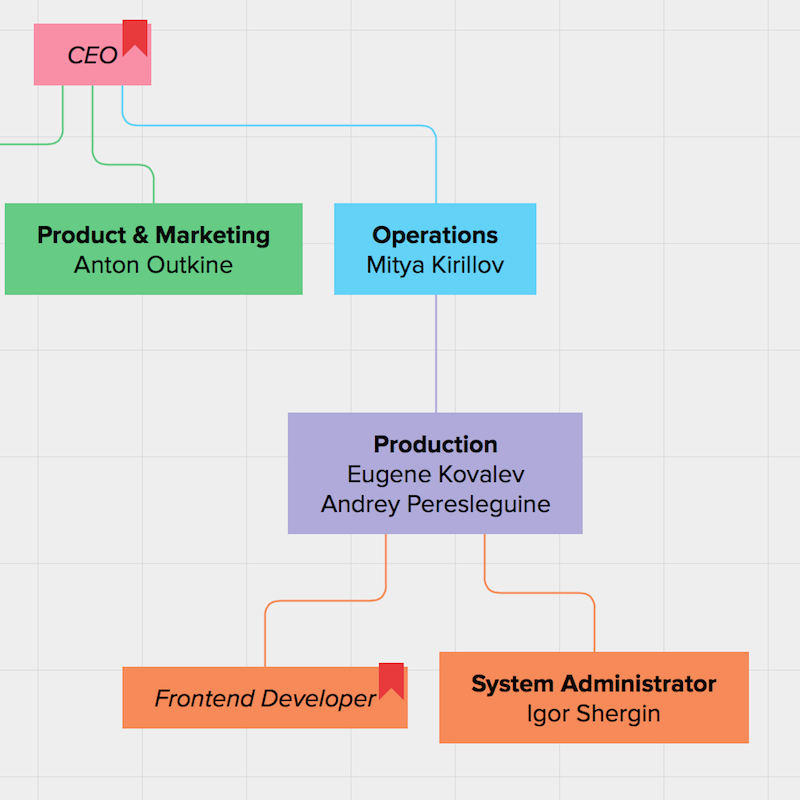 CEO
Product & Marketing
Anton Outkine
Operations
Mitya Kirillov
Production
Eugene Kovalev
Andrey Peresleguine
Frontend Developer
System Administrator
Igor Shergin